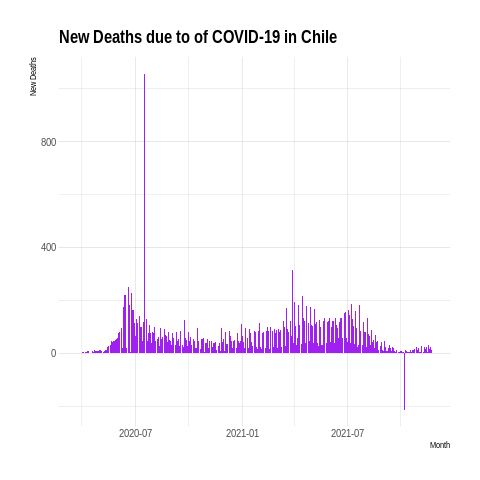 New Deaths due to of COVID-19 in Chile
New Deaths
800
400
0
2020-07 2021-01 2021-07
Month